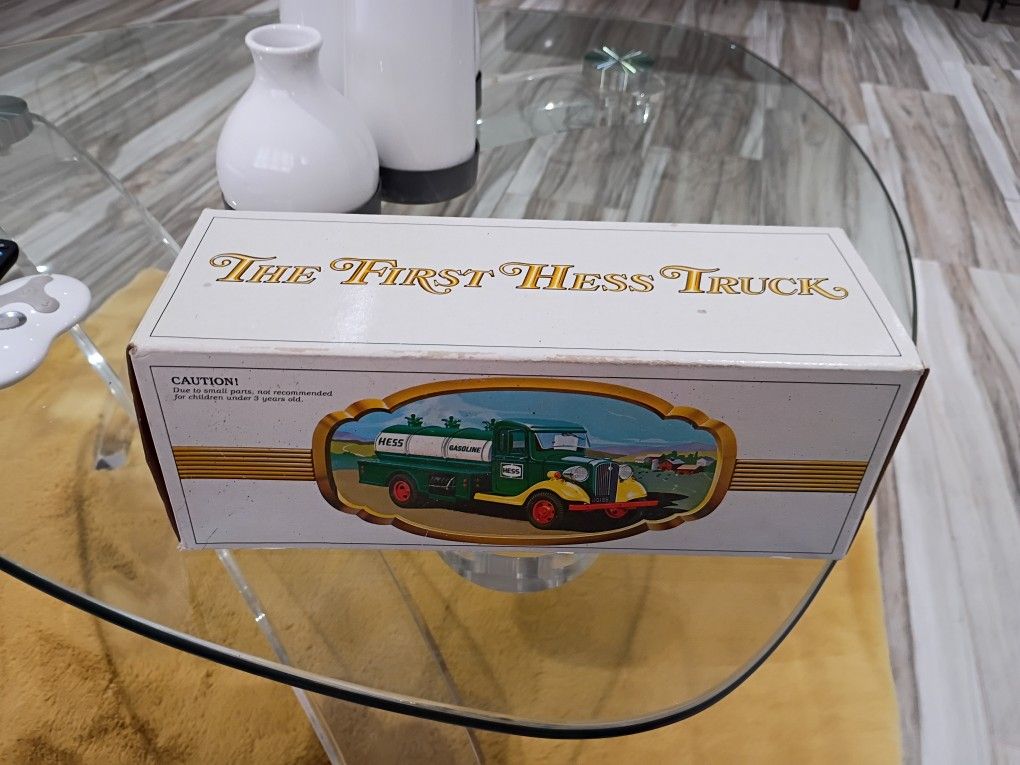 THE FIRST HESS TRUCK
CAUTION!
Due to small parts, not recommended
for children under 3 years old.
HESS
GASOLINE
HESS